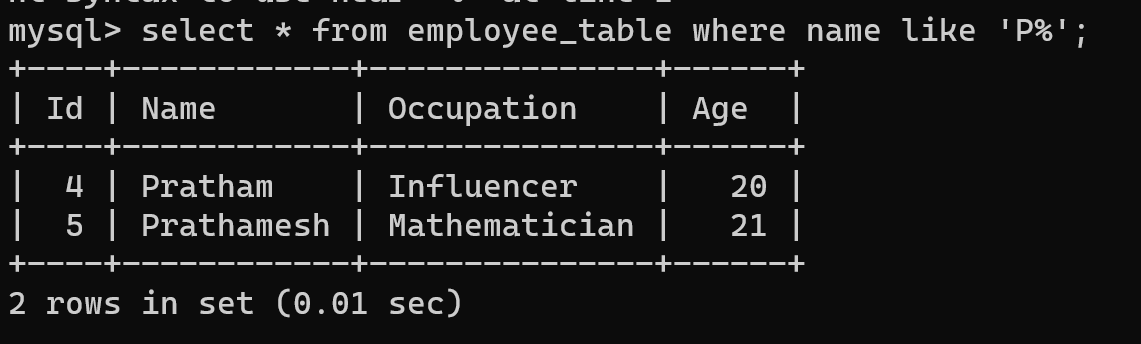 mysql> select * from employee_table where name like 'P%';
+----+------------+---------------+------+
| Id | Name       | Occupation    | Age  |
+----+------------+---------------+------+
|  4 | Pratham    | Influencer    |   20 |
|  5 | Prathamesh | Mathematician |   21 |
+----+------------+---------------+------+
2 rows in set (0.01 sec)